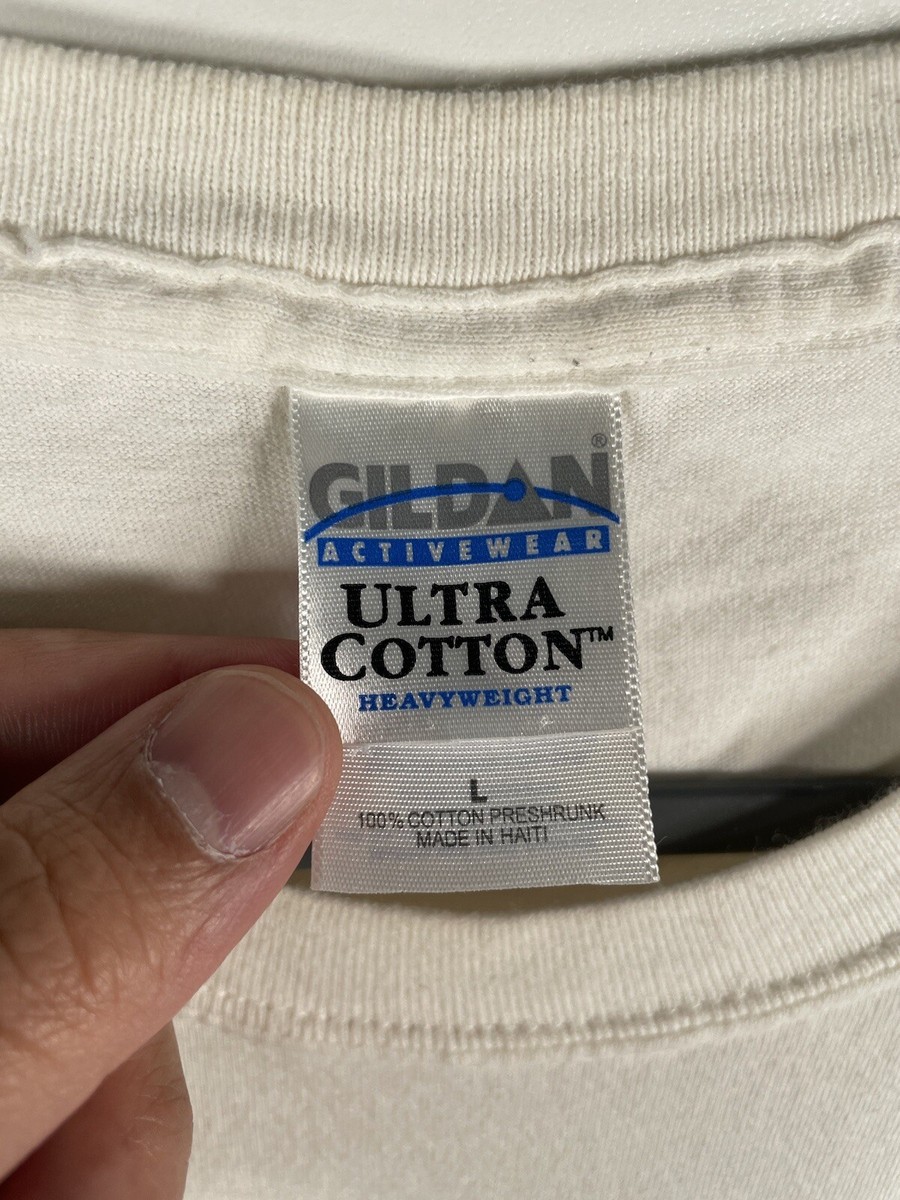 GILDAN®
ACTIVEWEAR
ULTRA
COTTON™
HEAVYWEIGHT
L
100% COTTON PRESHRUNK
MADE IN HAITI